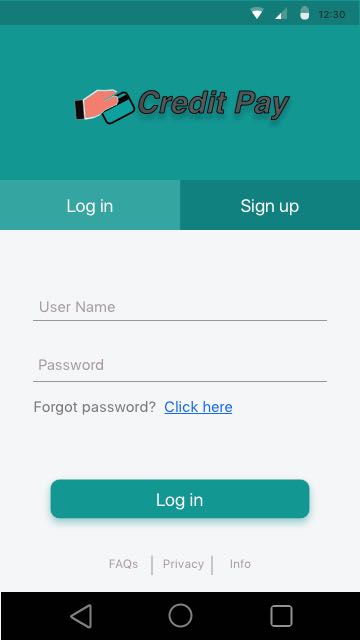 12:30
Credit Pay
Log in Sign up
User Name
Password
Forgot password? Click here
Log in
FAQs Privacy Info